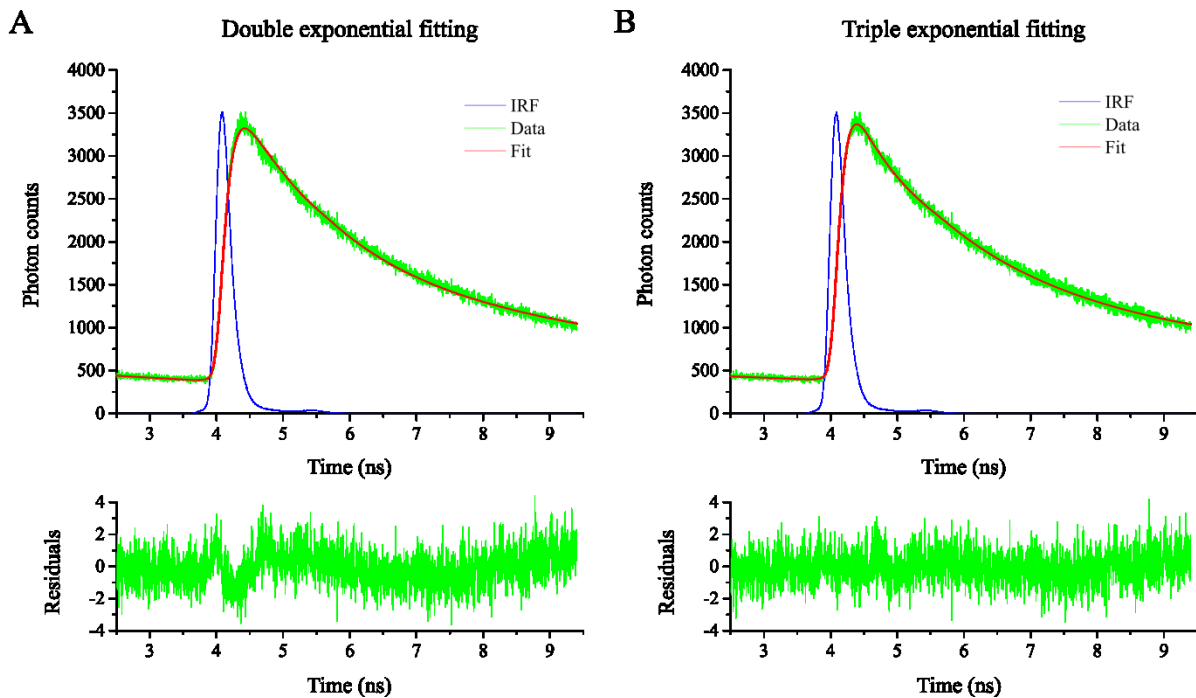 A
Double exponential fitting
4000
3500
3000
2500
2000
1500
1000
500
0
Photon counts
IRF
Data
Fit
3 4 5 6 7 8 9
Time (ns)
4
2
0
-2
-4
Residuals
3 4 5 6 7 8 9
Time (ns)
B
Triple exponential fitting
4000
3500
3000
2500
2000
1500
1000
500
0
Photon counts
IRF
Data
Fit
3 4 5 6 7 8 9
Time (ns)
4
2
0
-2
-4
Residuals
3 4 5 6 7 8 9
Time (ns)